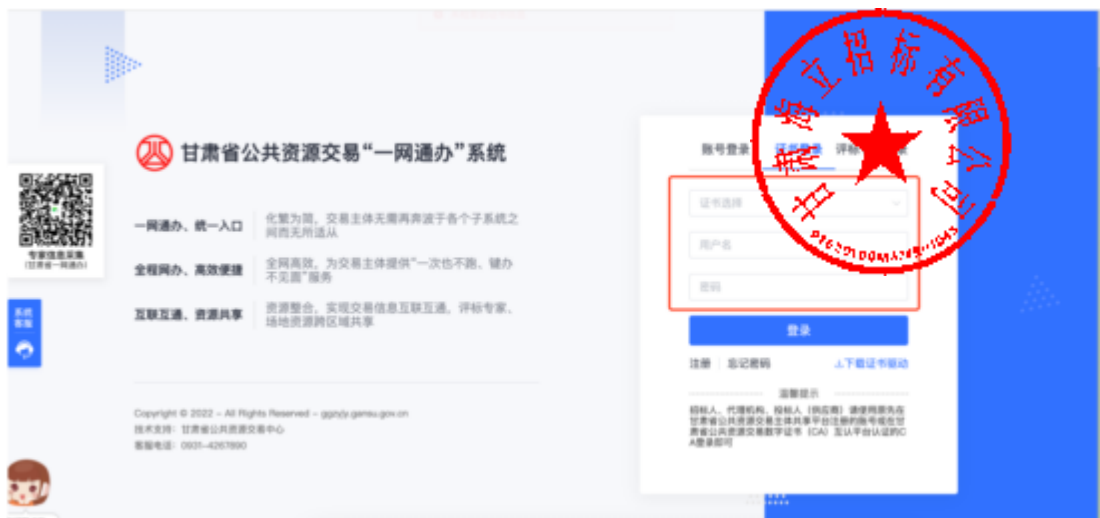 甘肃省公共资源交易“一网通办”系统
一网通办、统一入口
化繁为简，交易主体无需再奔波于各个子系统之
间而无所适从
全程网办、高效便捷
全网高效，为交易主体提供“一次也不跑、键办
不见面”服务
互联互通、资源共享
资源整合，实现交易信息互联互通，评标专家、
场地资源跨区域共享
Copyright © 2022 - All Rights Reserved - ggzyjy.gansu.gov.cn
技术支持：甘肃省公共资源交易中心
客服电话：0931-4267890
专家信息采集
（甘肃省一网通办）
系统
客服
账号登录
证书登录
评标
证书选择
用户名
密码
登录
注册
忘记密码
下载证书驱动
温馨提示
招标人、代理机构、投标人（供应商）请使用原先在
甘肃省公共资源交易主体共享平台注册的账号或在甘
肃省公共资源交易数字证书（CA）互认平台认证的C
A登录即可
甘肃海立招标有限公司